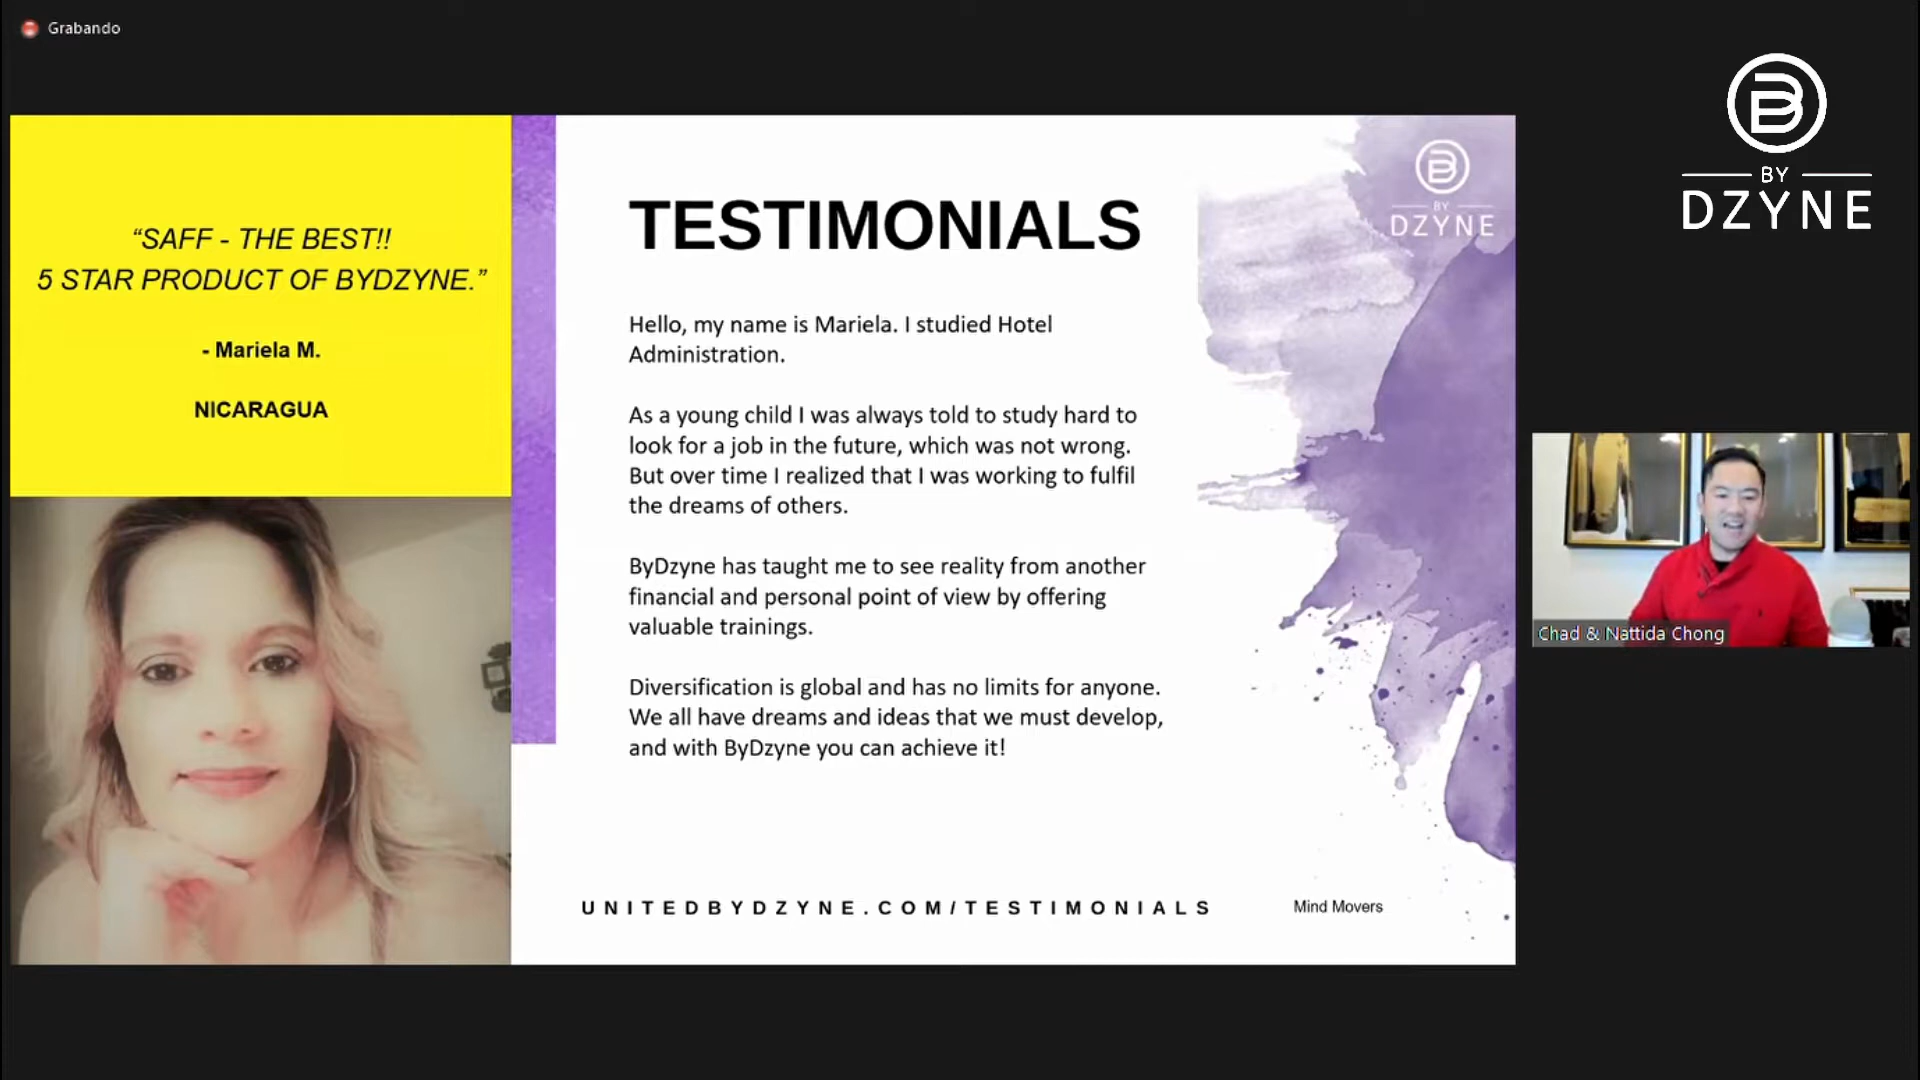 Grabando
“SAFF - THE BEST!!
5 STAR PRODUCT OF BYDZYNE.”
- Mariela M.
NICARAGUA
TESTIMONIALS
Hello, my name is Mariela. I studied Hotel
Administration.
As a young child I was always told to study hard to
look for a job in the future, which was not wrong.
But over time I realized that I was working to fulfil
the dreams of others.
ByDzyne has taught me to see reality from another
financial and personal point of view by offering
valuable trainings.
Diversification is global and has no limits for anyone.
We all have dreams and ideas that we must develop,
and with ByDzyne you can achieve it!
UNITEDBYDZYNE.COM/TESTIMONIALS
Mind Movers
B
BY
DZYNE
B
BY
DZYNE
Chad & Nattida Chong